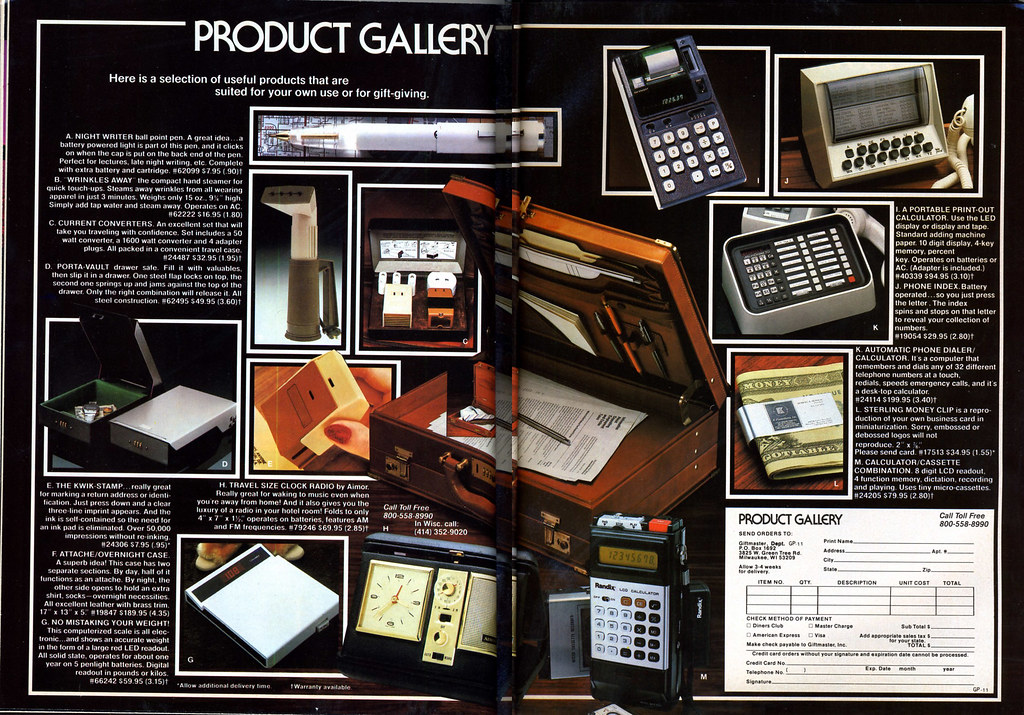 PRODUCT GALLERY
Here is a selection of useful products that are
suited for your own use or for gift-giving.
A. NIGHT WRITER ball point pen. A great idea...a
battery powered light is part of this pen, and it clicks
on when the cap is put on the back end of the pen.
Perfect for lectures, late night writing, etc. Complete
with extra battery and cartridge. #62099 $7.95 (.90)†
B. "WRINKLES AWAY" the compact hand steamer for
quick touch-ups. Steams away wrinkles from all wearing
apparel in just 3 minutes. Weighs only 15 oz., 9¼" high.
Simply add tap water and steam away. Operates on AC.
#62222 $16.95 (1.80)
C. CURRENT CONVERTERS. An excellent set that will
take you traveling with confidence. Set includes a 50
watt converter, a 1600 watt converter and 4 adapter
plugs. All packed in a convenient travel case.
#24487 $32.95 (1.95)†
D. PORTA-VAULT drawer safe. Fill it with valuables,
then slip it in a drawer. One steel flap locks on top, the
second one springs up and jams against the top of the
drawer. Only the right combination will release it. All
steel construction. #62495 $49.95 (3.60)†
C
D
E
E. THE KWIK-STAMP...really great
for marking a return address or identi-
fication. Just press down and a clear
three-line imprint appears. And the
ink is self-contained so the need for
an ink pad is eliminated. Over 50,000
impressions without re-inking.
#24306 $7.95 (.95)*
F. ATTACHE/OVERNIGHT CASE.
A superb idea! This case has two
separate sections. By day, half of it
functions as an attache. By night, the
other side opens to hold an extra
shirt, socks—overnight necessities.
All excellent leather with brass trim.
17" x 13" x 5" #19847 $189.95 (4.35)
G. NO MISTAKING YOUR WEIGHT!
This computerized scale is all elec-
tronic...and shows an accurate weight
in the form of a large red LED readout.
All solid state, operates for about one
year on 5 penlight batteries. Digital
readout in pounds or kilos.
#66242 $59.95 (3.15)†
H. TRAVEL SIZE CLOCK RADIO by Aimor.
Really great for waking to music even when
you're away from home! And it also gives you the
luxury of a radio in your hotel room! Folds to only
4" x 7" x 1½," operates on batteries, features AM
and FM frequencies. #79246 $69.95 (2.85)†
Call Toll Free
800-558-8990
In Wisc. call:
(414) 352-9020
H
G
*Allow additional delivery time. †Warranty available.
I
J
K
L
M
I. A PORTABLE PRINT-OUT
CALCULATOR. Use the LED
display or display and tape.
Standard adding machine
paper. 10 digit display, 4-key
memory, percent
key. Operates on batteries or
AC. (Adapter is included.)
#40339 $94.95 (3.10)†
J. PHONE INDEX. Battery
operated...so you just press
the letter. The index
spins and stops on that letter
to reveal your collection of
numbers.
#19054 $29.95 (2.80)†
K. AUTOMATIC PHONE DIALER/
CALCULATOR. It's a computer that
remembers and dials any of 32 different
telephone numbers at a touch,
redials, speeds emergency calls, and it's
a desk-top calculator.
#24114 $199.95 (3.40)†
L. STERLING MONEY CLIP is a repro-
duction of your own business card in
miniaturization. Sorry, embossed or
debossed logos will not
reproduce. 2" x ¾."
Please send card. #17513 $34.95 (1.55)*
M. CALCULATOR/CASSETTE
COMBINATION. 8 digit LCD readout,
4 function memory, dictation, recording
and playing. Uses tiny micro-cassettes.
#24205 $79.95 (2.80)†
MONEY
12345678
Randix LCD CALCULATOR
Randix
PRODUCT GALLERY
Call Toll Free
800-558-8990
SEND ORDERS TO:
Giftmaster, Dept. GP-11
P.O. Box 1692
3825 W. Green Tree Rd.
Milwaukee, WI 53209
Allow 3-4 weeks
for delivery.
Print Name
Address Apt. #
City
State Zip
ITEM NO. QTY. DESCRIPTION UNIT COST TOTAL
CHECK METHOD OF PAYMENT
Diners Club Master Charge
American Express Visa
Make check payable to Giftmaster, Inc.
Sub Total $
Add appropriate sales tax
for your state. $
TOTAL $
Credit card orders without your signature and expiration date cannot be processed.
Credit Card No.
Telephone No. ( ) Exp. Date month year
Signature
GP-11